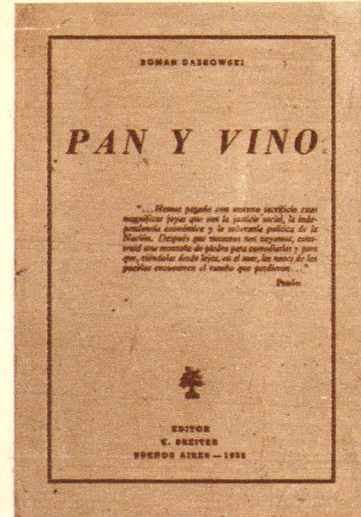 ROMAN DABROWSKI
PAN Y VINO
"...Hemos pagado con nuestro sacrificio estas
magníficas joyas que son la justicia social, la inde-
pendencia económica y la soberanía política de la
Nación. Después que nosotros nos vayamos, cons-
truid una montaña de piedra para custodiarlas y para
que, viéndolas desde lejos, en el mar, las naves de los
pueblos encuentren el rumbo que perdieron..."
Perón
EDITOR
K. BREITER
BUENOS AIRES —